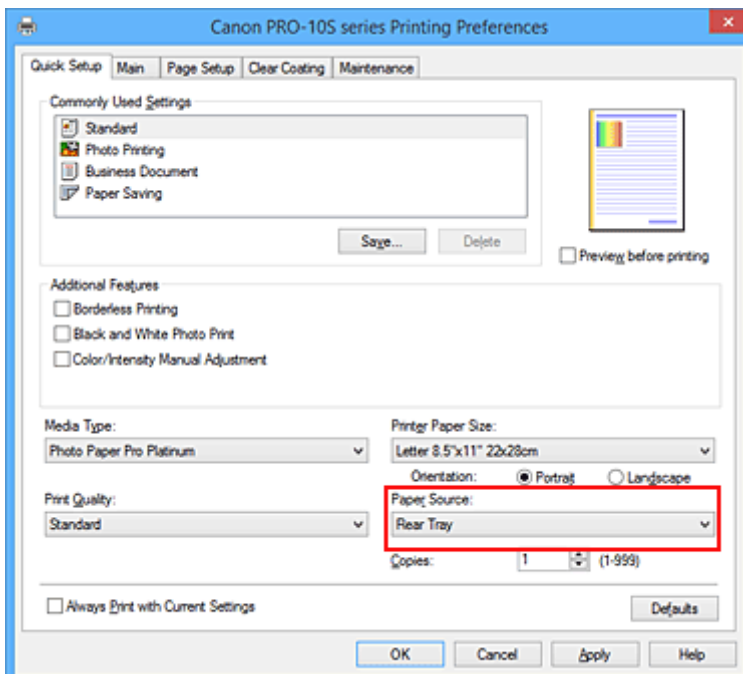 Canon PRO-10S series Printing Preferences
Quick Setup Main Page Setup Clear Coating Maintenance
Commonly Used Settings
Standard
Photo Printing
Business Document
Paper Saving
Save... Delete
Preview before printing
Additional Features
Borderless Printing
Black and White Photo Print
Color/Intensity Manual Adjustment
Media Type: Printer Paper Size:
Photo Paper Pro Platinum Letter 8.5"x11" 22x28cm
Orientation: Portrait Landscape
Print Quality: Paper Source:
Standard Rear Tray
Copies: 1 (1-999)
Always Print with Current Settings Defaults
OK Cancel Apply Help